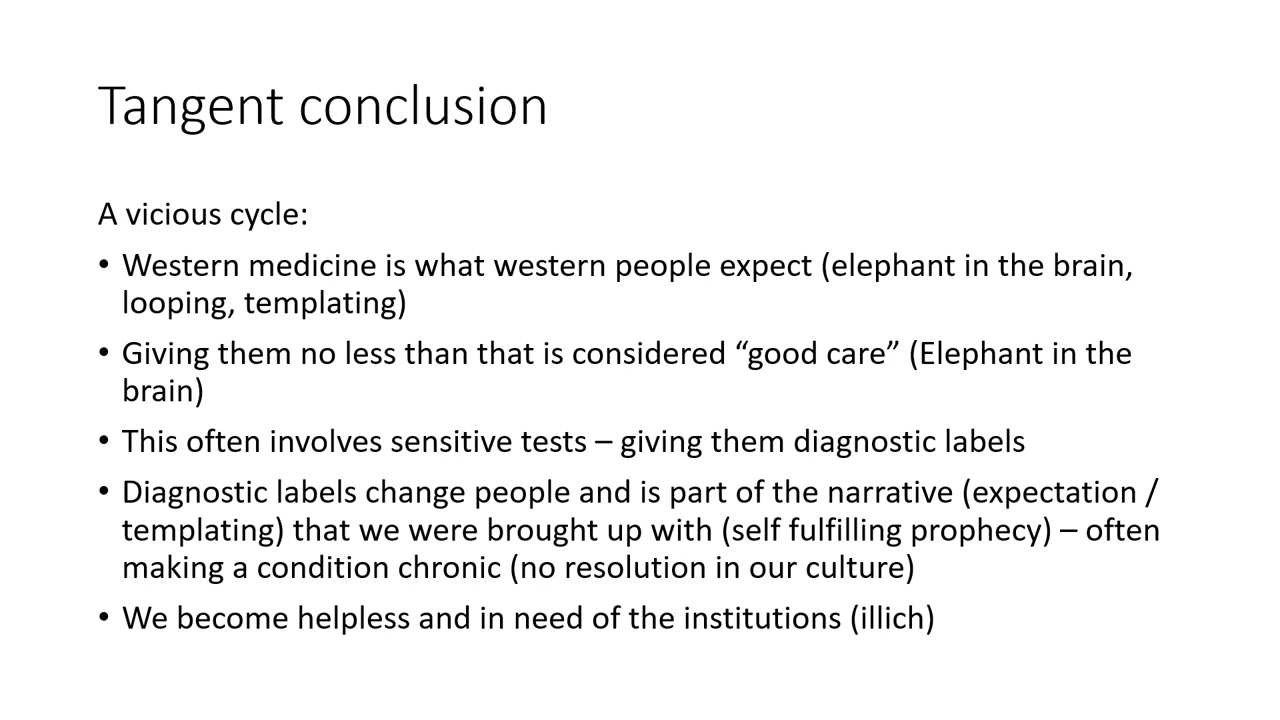 Tangent conclusion
A vicious cycle:
• Western medicine is what western people expect (elephant in the brain,
looping, templating)
• Giving them no less than that is considered “good care” (Elephant in the
brain)
• This often involves sensitive tests – giving them diagnostic labels
• Diagnostic labels change people and is part of the narrative (expectation /
templating) that we were brought up with (self fulfilling prophecy) – often
making a condition chronic (no resolution in our culture)
• We become helpless and in need of the institutions (illich)